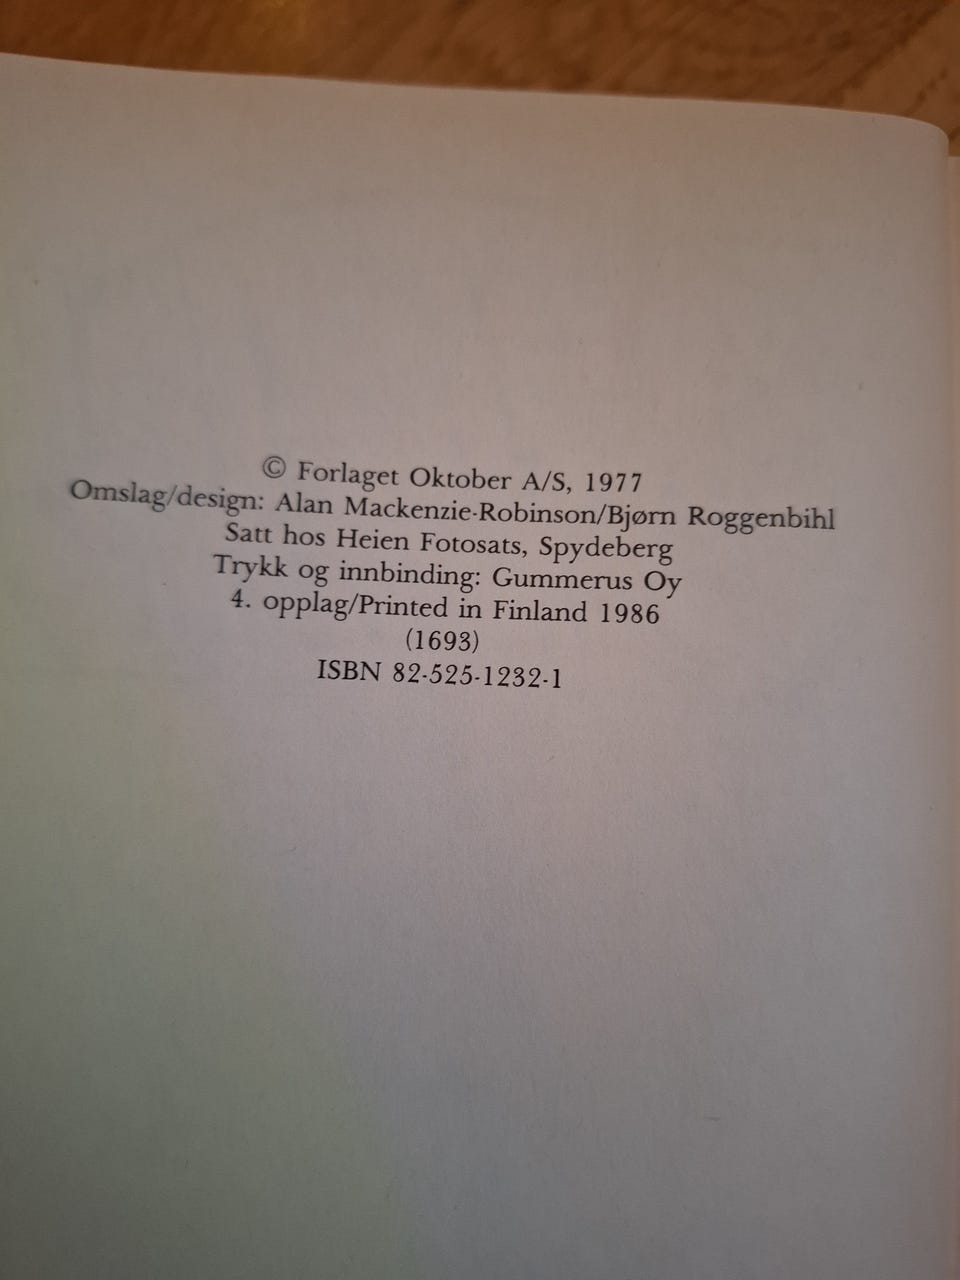 © Forlaget Oktober A/S, 1977
Omslag/design: Alan Mackenzie-Robinson/Bjørn Roggenbihl
Satt hos Heien Fotosats, Spydeberg
Trykk og innbinding: Gummerus Oy
4. opplag/Printed in Finland 1986
(1693)
ISBN 82-525-1232-1